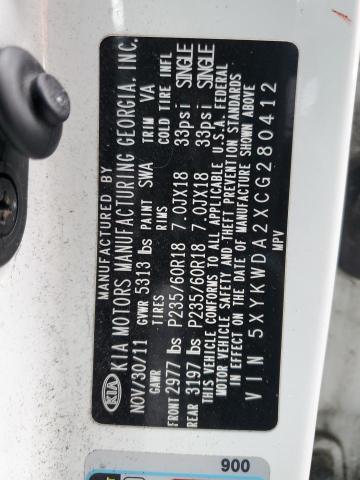 MANUFACTURED BY
KIA KIA MOTORS MANUFACTURING GEORGIA, INC.
NOV/30/11 GVWR 5313 lbs PAINT SWA TRIM VA
GAWR TIRES RIMS COLD TIRE INFL
FRONT 2977 lbs P235/60R18 7.0JX18 33psi SINGLE
REAR 3197 lbs P235/60R18 7.0JX18 33psi SINGLE
THIS VEHICLE CONFORMS TO ALL APPLICABLE U.S.A. FEDERAL
MOTOR VEHICLE SAFETY AND THEFT PREVENTION STANDARDS
IN EFFECT ON THE DATE OF MANUFACTURE SHOWN ABOVE
VIN 5XYKWDA2XCG280412
MPV
900